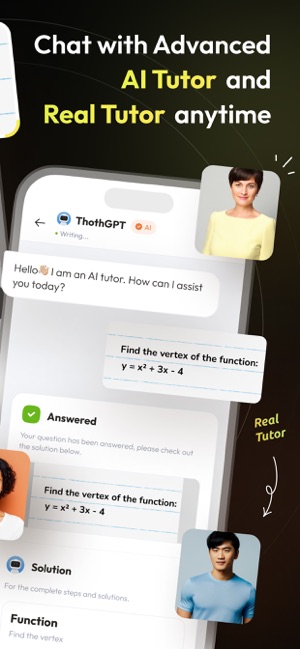 Chat with Advanced
AI Tutor and
Real Tutor anytime
ThothGPT
AI
Writing...
Hello👋🏼 I am an AI tutor. How can I assist
you today?
Find the vertex of the function:
y = x² + 3x - 4
Answered
Your question has been answered, please check out
the solution below.
Real
Tutor
Find the vertex of the function:
y = x² + 3x - 4
Solution
For the complete steps and solutions.
Function
Find the vertex